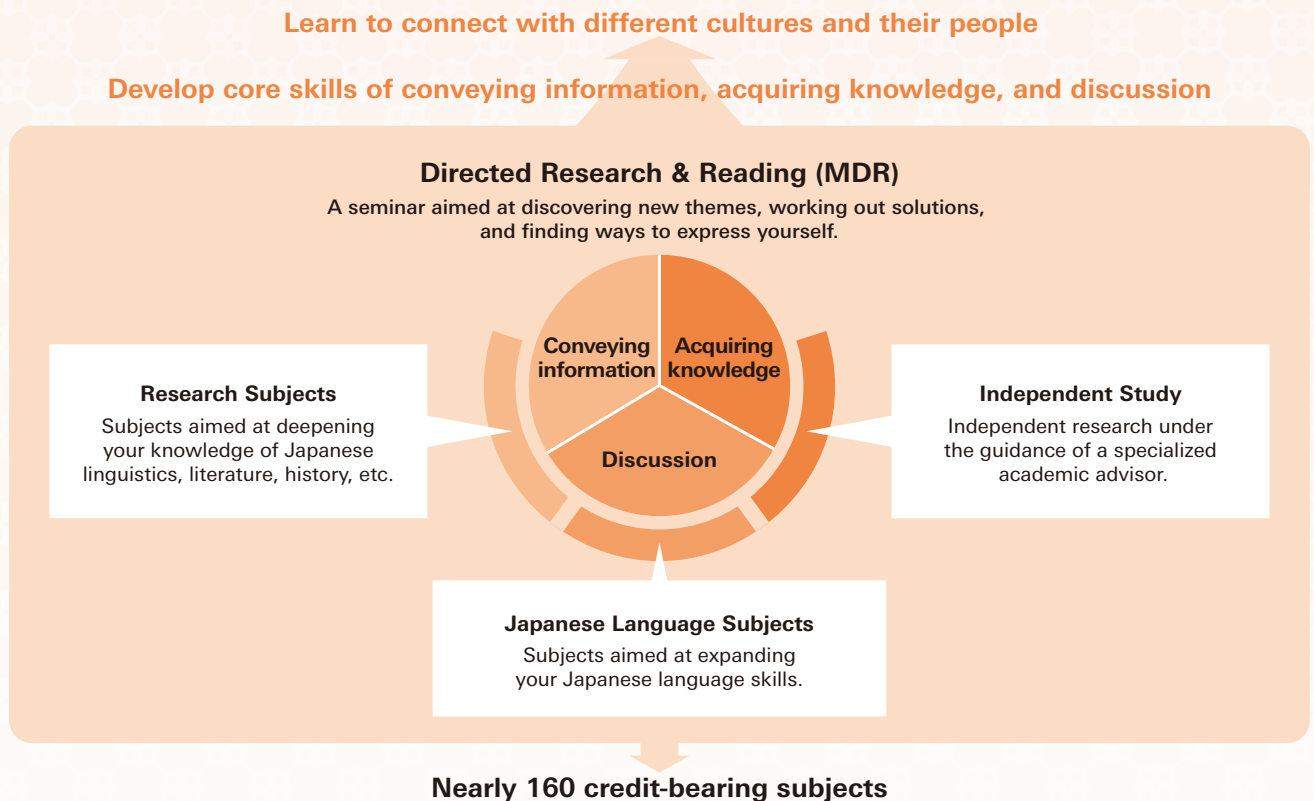 Learn to connect with different cultures and their people
Develop core skills of conveying information, acquiring knowledge, and discussion
Directed Research & Reading (MDR)
A seminar aimed at discovering new themes, working out solutions,
and finding ways to express yourself.
Conveying
information
Acquiring
knowledge
Discussion
Research Subjects
Subjects aimed at deepening
your knowledge of Japanese
linguistics, literature, history, etc.
Independent Study
Independent research under
the guidance of a specialized
academic advisor.
Japanese Language Subjects
Subjects aimed at expanding
your Japanese language skills.
Nearly 160 credit-bearing subjects